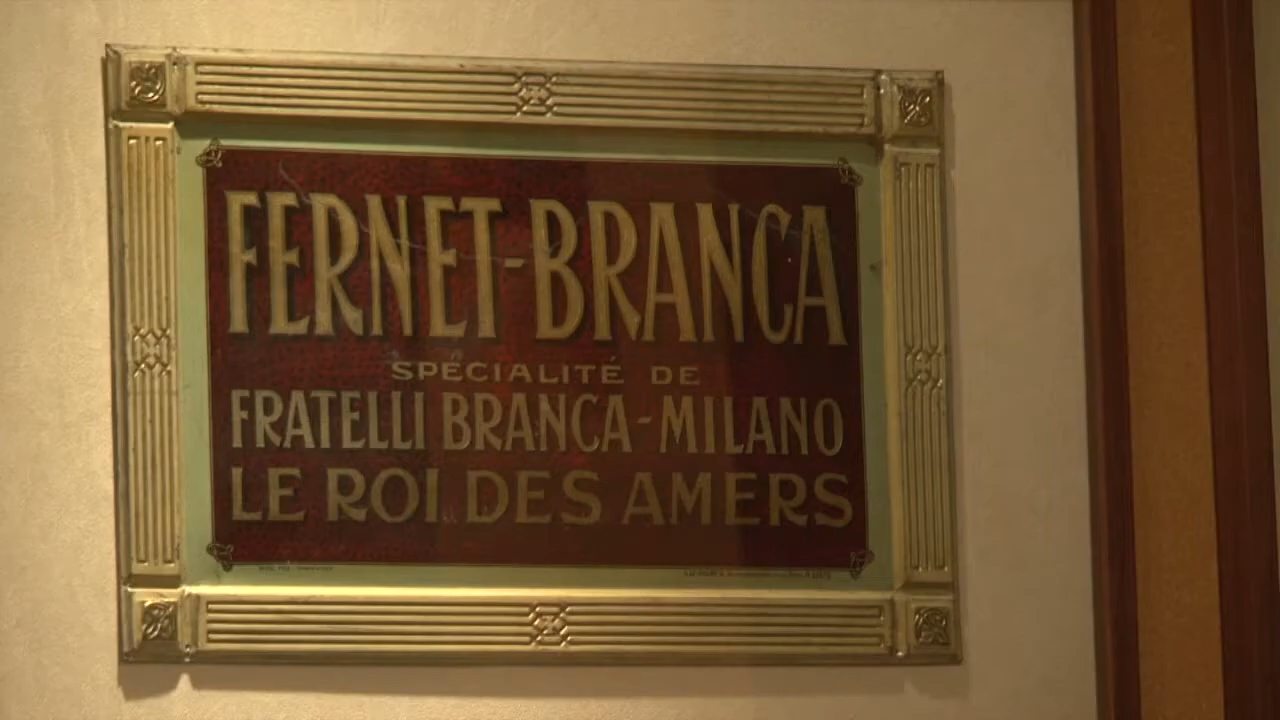 FERNET-BRANCA
SPÉCIALITÉ DE
FRATELLI BRANCA-MILANO
LE ROI DES AMERS